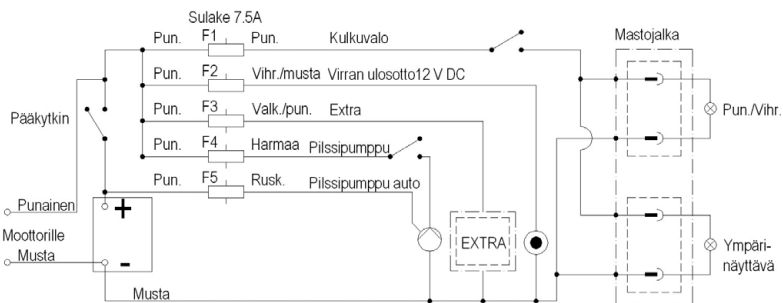 Sulake 7.5A
Pun. F1 Pun. Kulkuvalo
Mastojalka
Pun. F2 Vihr./musta Virran ulosotto12 V DC
Pun. F3 Valk./pun. Extra
Pun./Vihr.
Pääkytkin
Pun. F4 Harmaa Pilssipumppu
Pun. F5 Rusk. Pilssipumppu auto
Punainen
+
Moottorille
EXTRA
Ympäri-
näyttävä
Musta
-
Musta